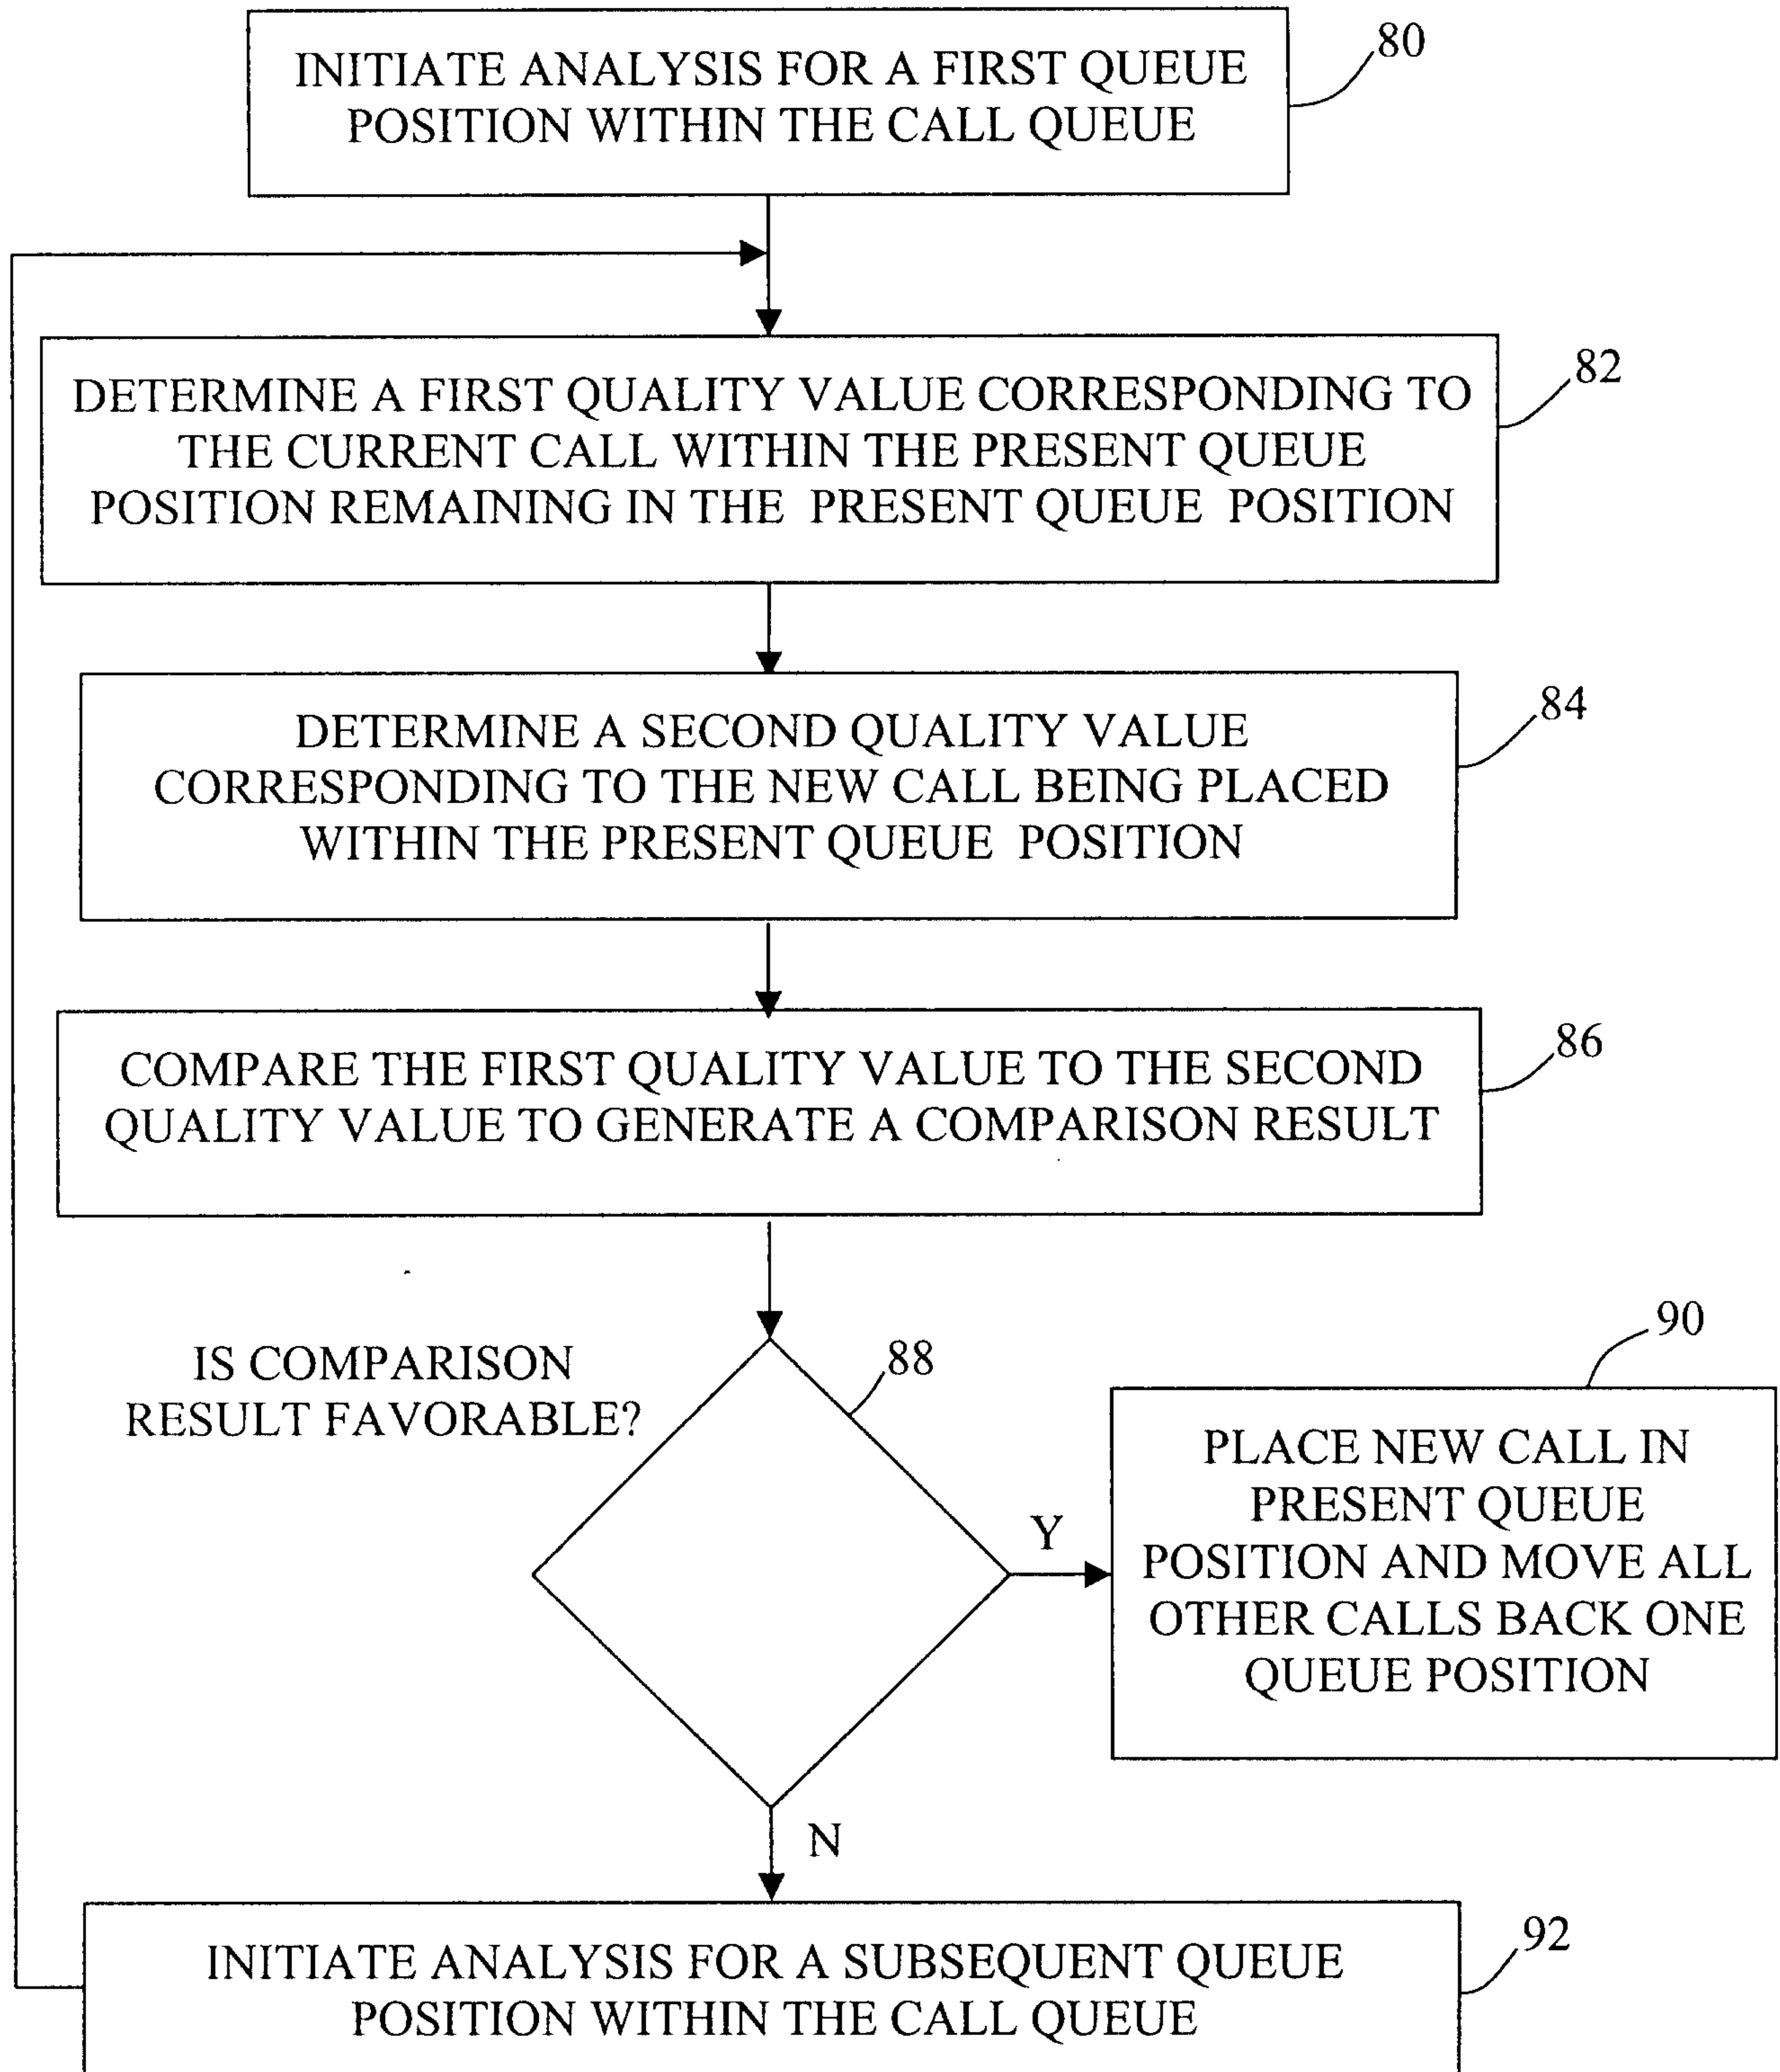 INITIATE ANALYSIS FOR A FIRST QUEUE
POSITION WITHIN THE CALL QUEUE
80
DETERMINE A FIRST QUALITY VALUE CORRESPONDING TO
THE CURRENT CALL WITHIN THE PRESENT QUEUE
POSITION REMAINING IN THE PRESENT QUEUE POSITION
82
DETERMINE A SECOND QUALITY VALUE
CORRESPONDING TO THE NEW CALL BEING PLACED
WITHIN THE PRESENT QUEUE POSITION
84
COMPARE THE FIRST QUALITY VALUE TO THE SECOND
QUALITY VALUE TO GENERATE A COMPARISON RESULT
86
IS COMPARISON
RESULT FAVORABLE?
88
Y
90
PLACE NEW CALL IN
PRESENT QUEUE
POSITION AND MOVE ALL
OTHER CALLS BACK ONE
QUEUE POSITION
N
INITIATE ANALYSIS FOR A SUBSEQUENT QUEUE
POSITION WITHIN THE CALL QUEUE
92